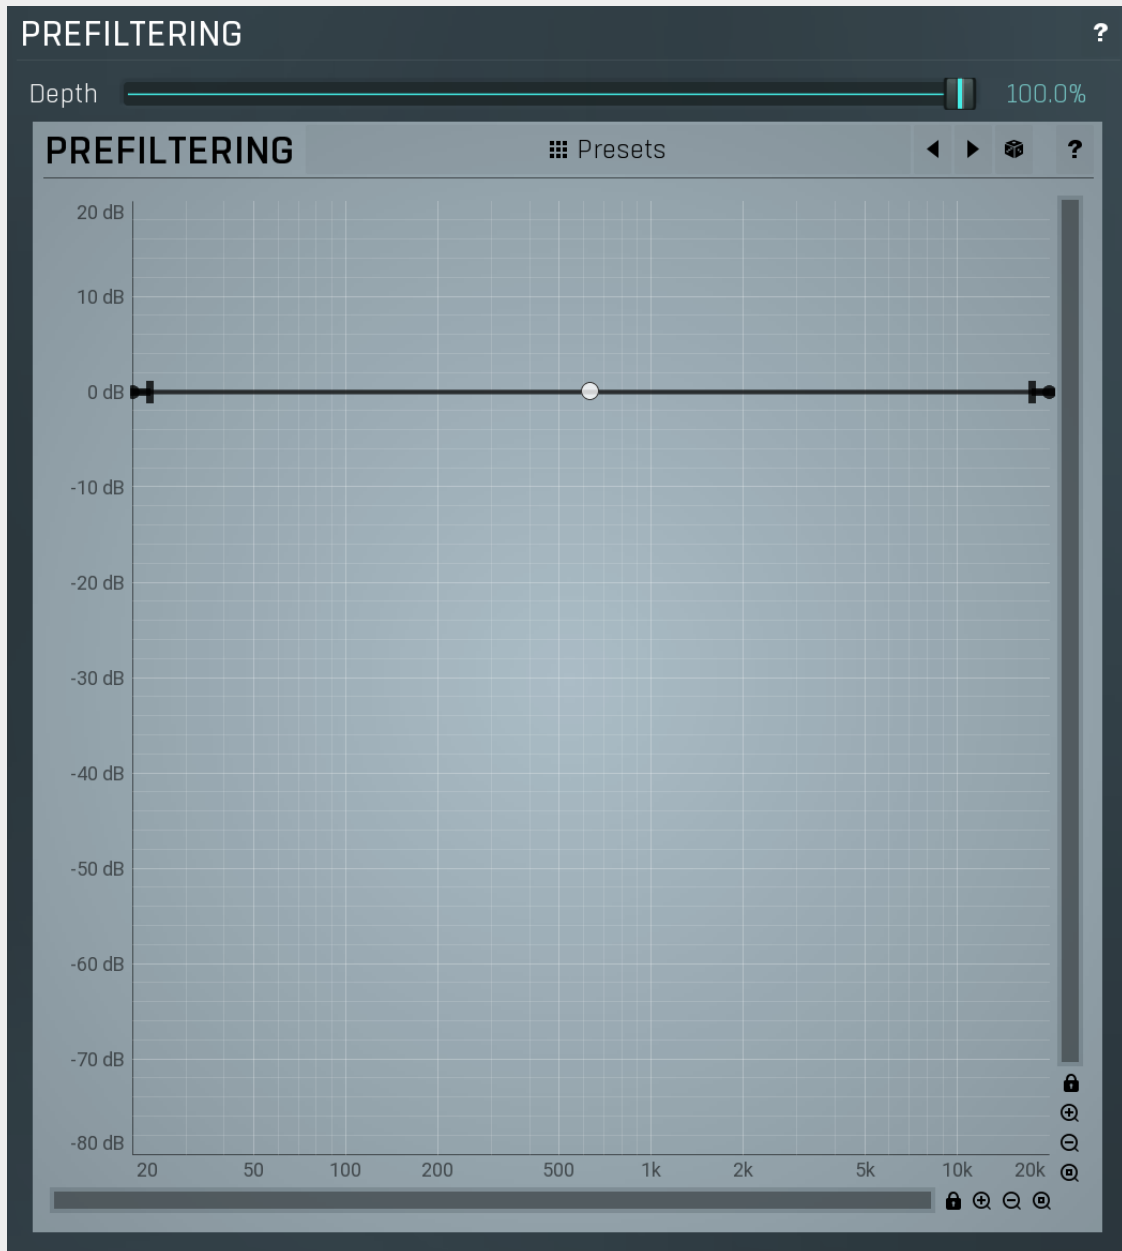 PREFILTERING ?
Depth 100.0%
PREFILTERING Presets ?
20 dB
10 dB
0 dB
-10 dB
-20 dB
-30 dB
-40 dB
-50 dB
-60 dB
-70 dB
-80 dB
20 50 100 200 500 1k 2k 5k 10k 20k